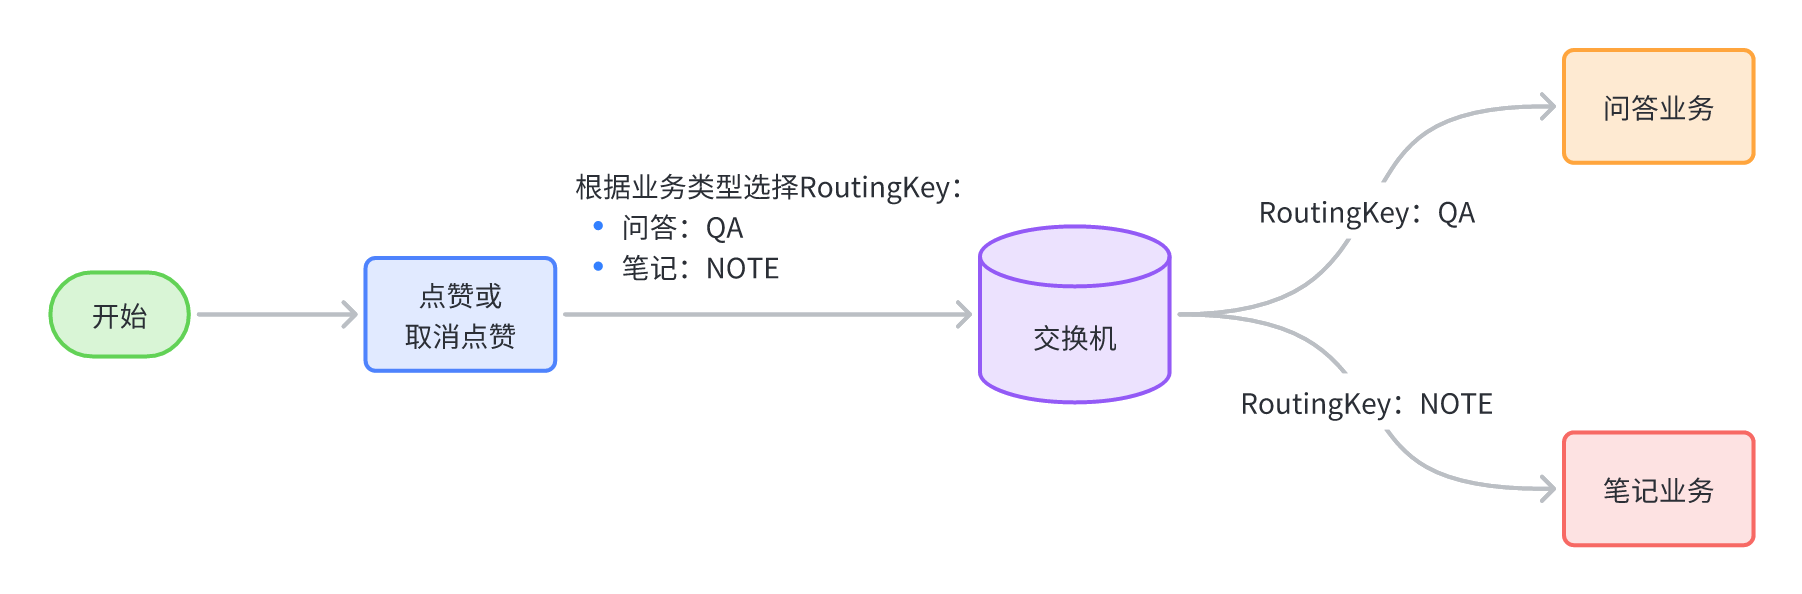 开始
点赞或
取消点赞
根据业务类型选择RoutingKey：
• 问答：QA
• 笔记：NOTE
交换机
RoutingKey：QA
问答业务
RoutingKey：NOTE
笔记业务